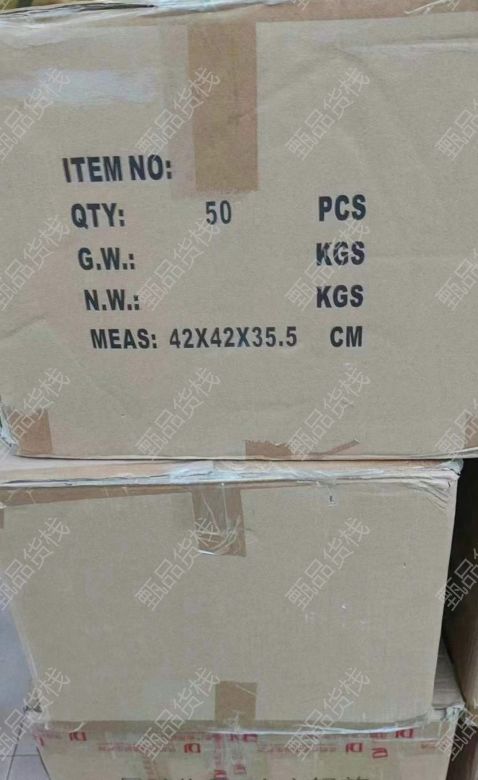 ITEM NO:
QTY: 50 PCS
G.W.: KGS
N.W.: KGS
MEAS: 42X42X35.5 CM
甄品货栈